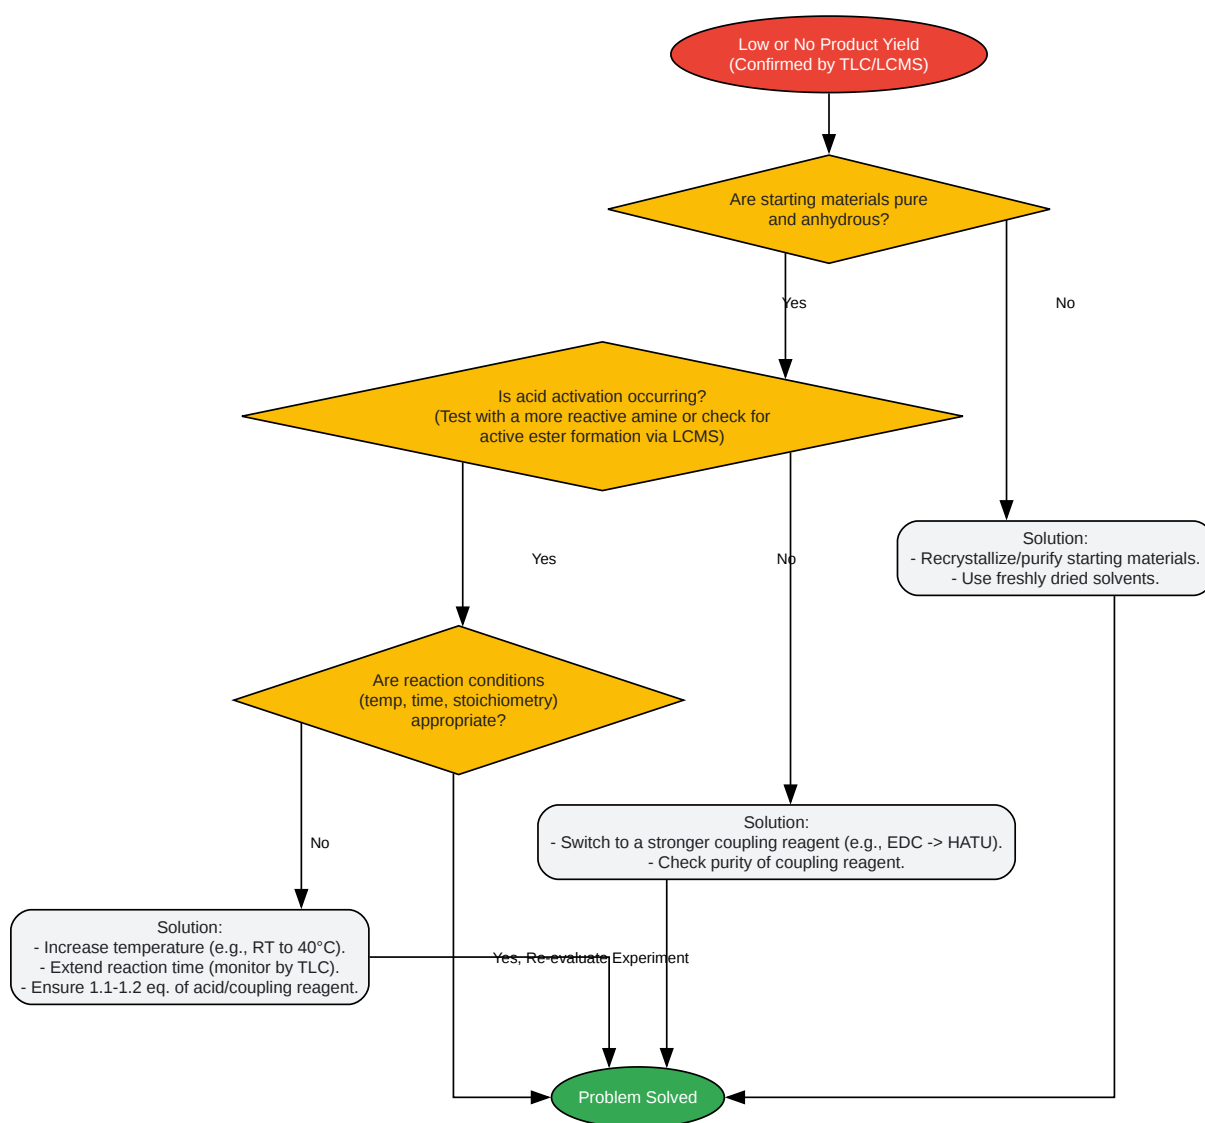 Low or No Product Yield
(Confirmed by TLC/LCMS)
Are starting materials pure
and anhydrous?
Yes
No
Is acid activation occurring?
(Test with a more reactive amine or check for
active ester formation via LCMS)
Yes
No
Solution:
- Recrystallize/purify starting materials.
- Use freshly dried solvents.
Are reaction conditions
(temp, time, stoichiometry)
appropriate?
No
Solution:
- Switch to a stronger coupling reagent (e.g., EDC -> HATU).
- Check purity of coupling reagent.
Solution:
- Increase temperature (e.g., RT to 40°C).
- Extend reaction time (monitor by TLC).
- Ensure 1.1-1.2 eq. of acid/coupling reagent.
Yes, Re-evaluate Experiment
Problem Solved